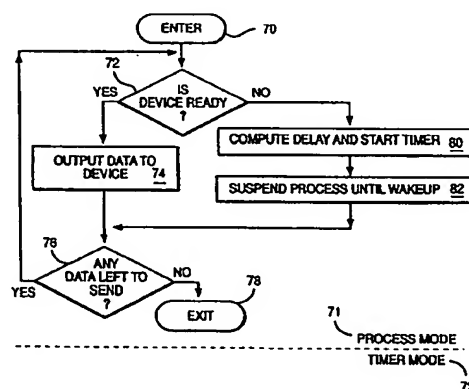 ENTER
70
72
IS
DEVICE READY
?
YES
NO
COMPUTE DELAY AND START TIMER
80
OUTPUT DATA TO
DEVICE
74
SUSPEND PROCESS UNTIL WAKEUP
82
76
ANY
DATA LEFT TO
SEND
?
YES
NO
78
EXIT
71
PROCESS MODE
TIMER MODE